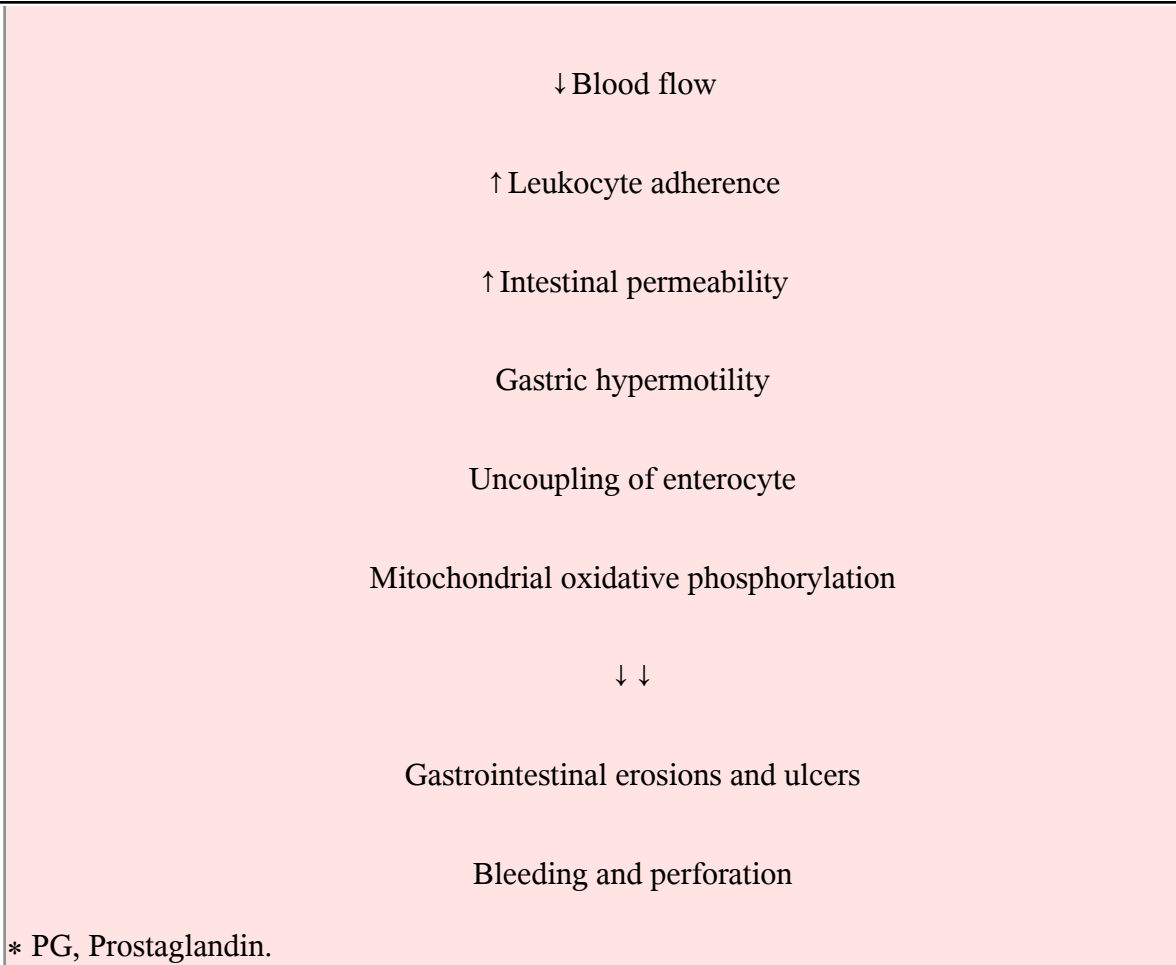 ↓ Blood flow
↑ Leukocyte adherence
↑ Intestinal permeability
Gastric hypermotility
Uncoupling of enterocyte
Mitochondrial oxidative phosphorylation
↓ ↓
Gastrointestinal erosions and ulcers
Bleeding and perforation
* PG, Prostaglandin.